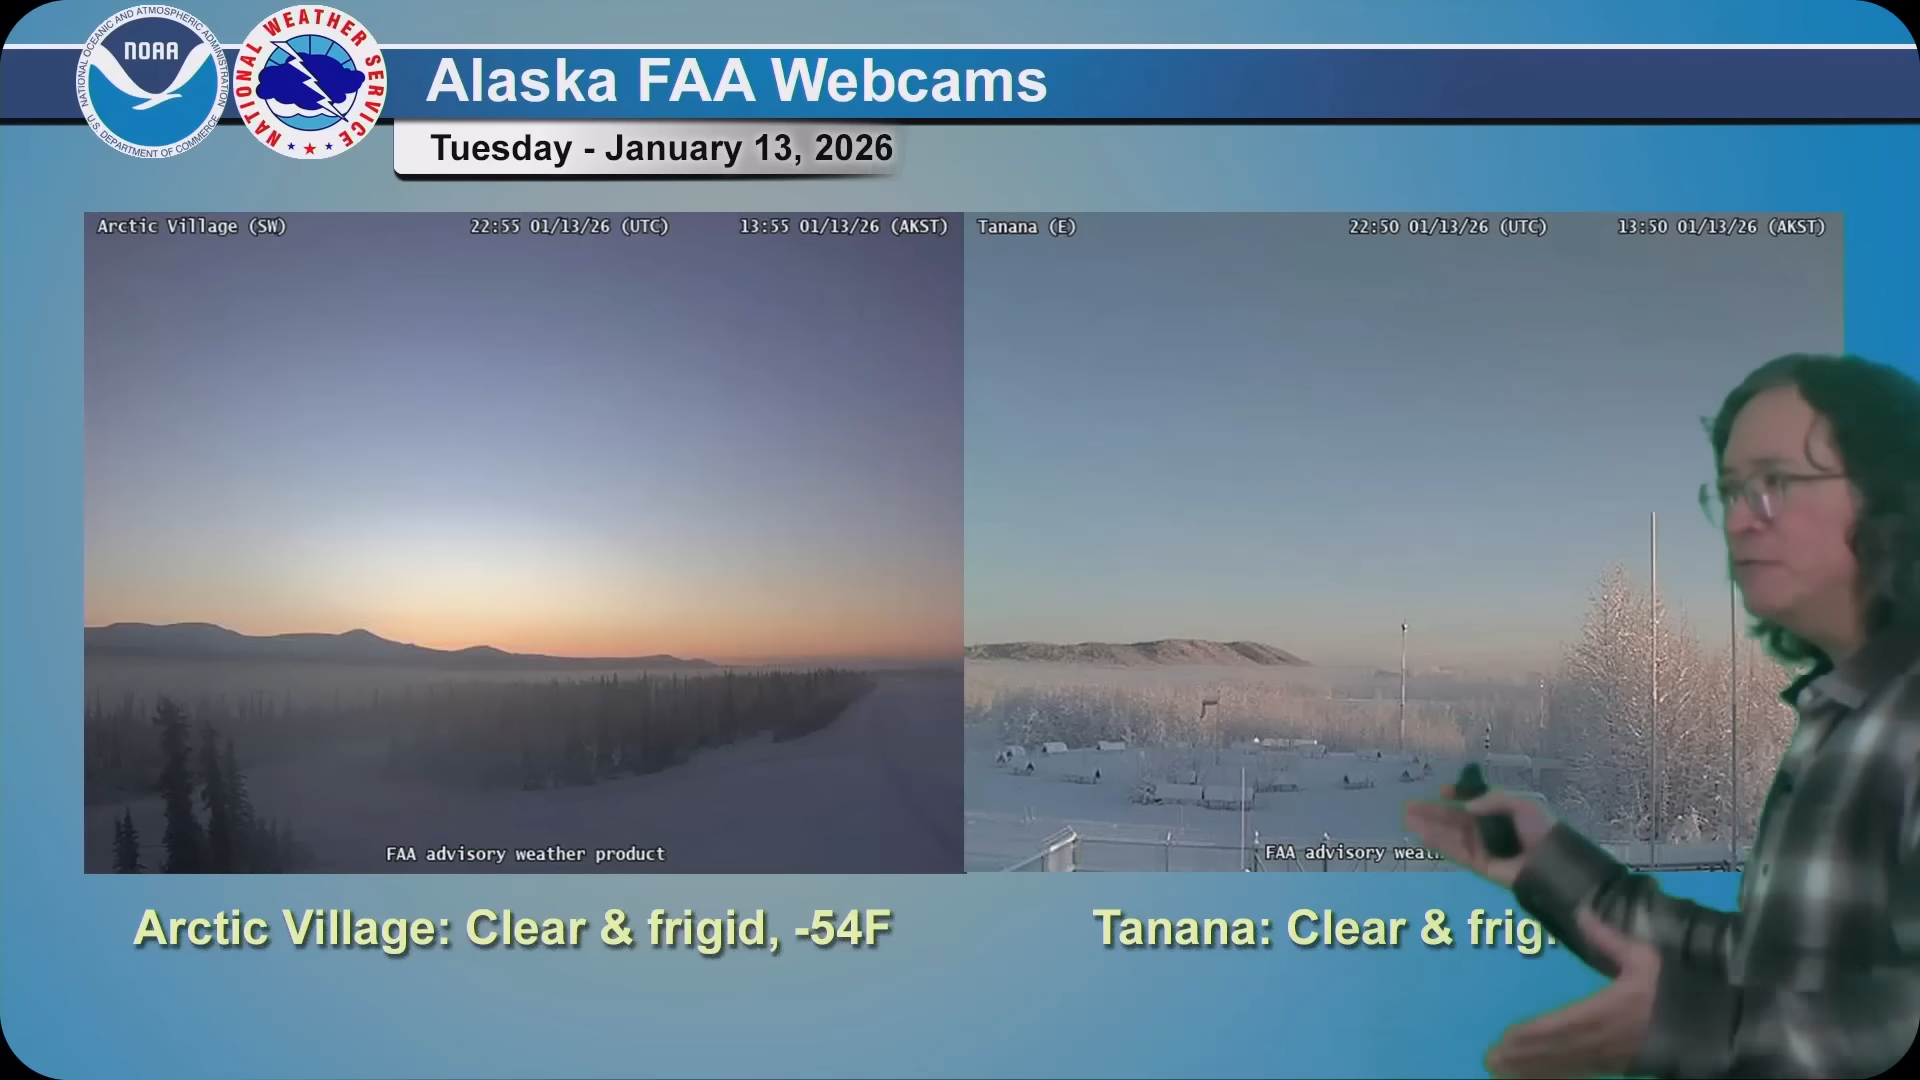 NATIONAL OCEANIC AND ATMOSPHERIC ADMINISTRATION
NOAA
U.S. DEPARTMENT OF COMMERCE
NATIONAL WEATHER SERVICE
Alaska FAA Webcams
Tuesday - January 13, 2026
Arctic Village (SW) 22:55 01/13/26 (UTC) 13:55 01/13/26 (AKST)
Tanana (E) 22:50 01/13/26 (UTC) 13:50 01/13/26 (AKST)
FAA advisory weather product
FAA advisory
Arctic Village: Clear & frigid, -54F
Tanana: Clear &